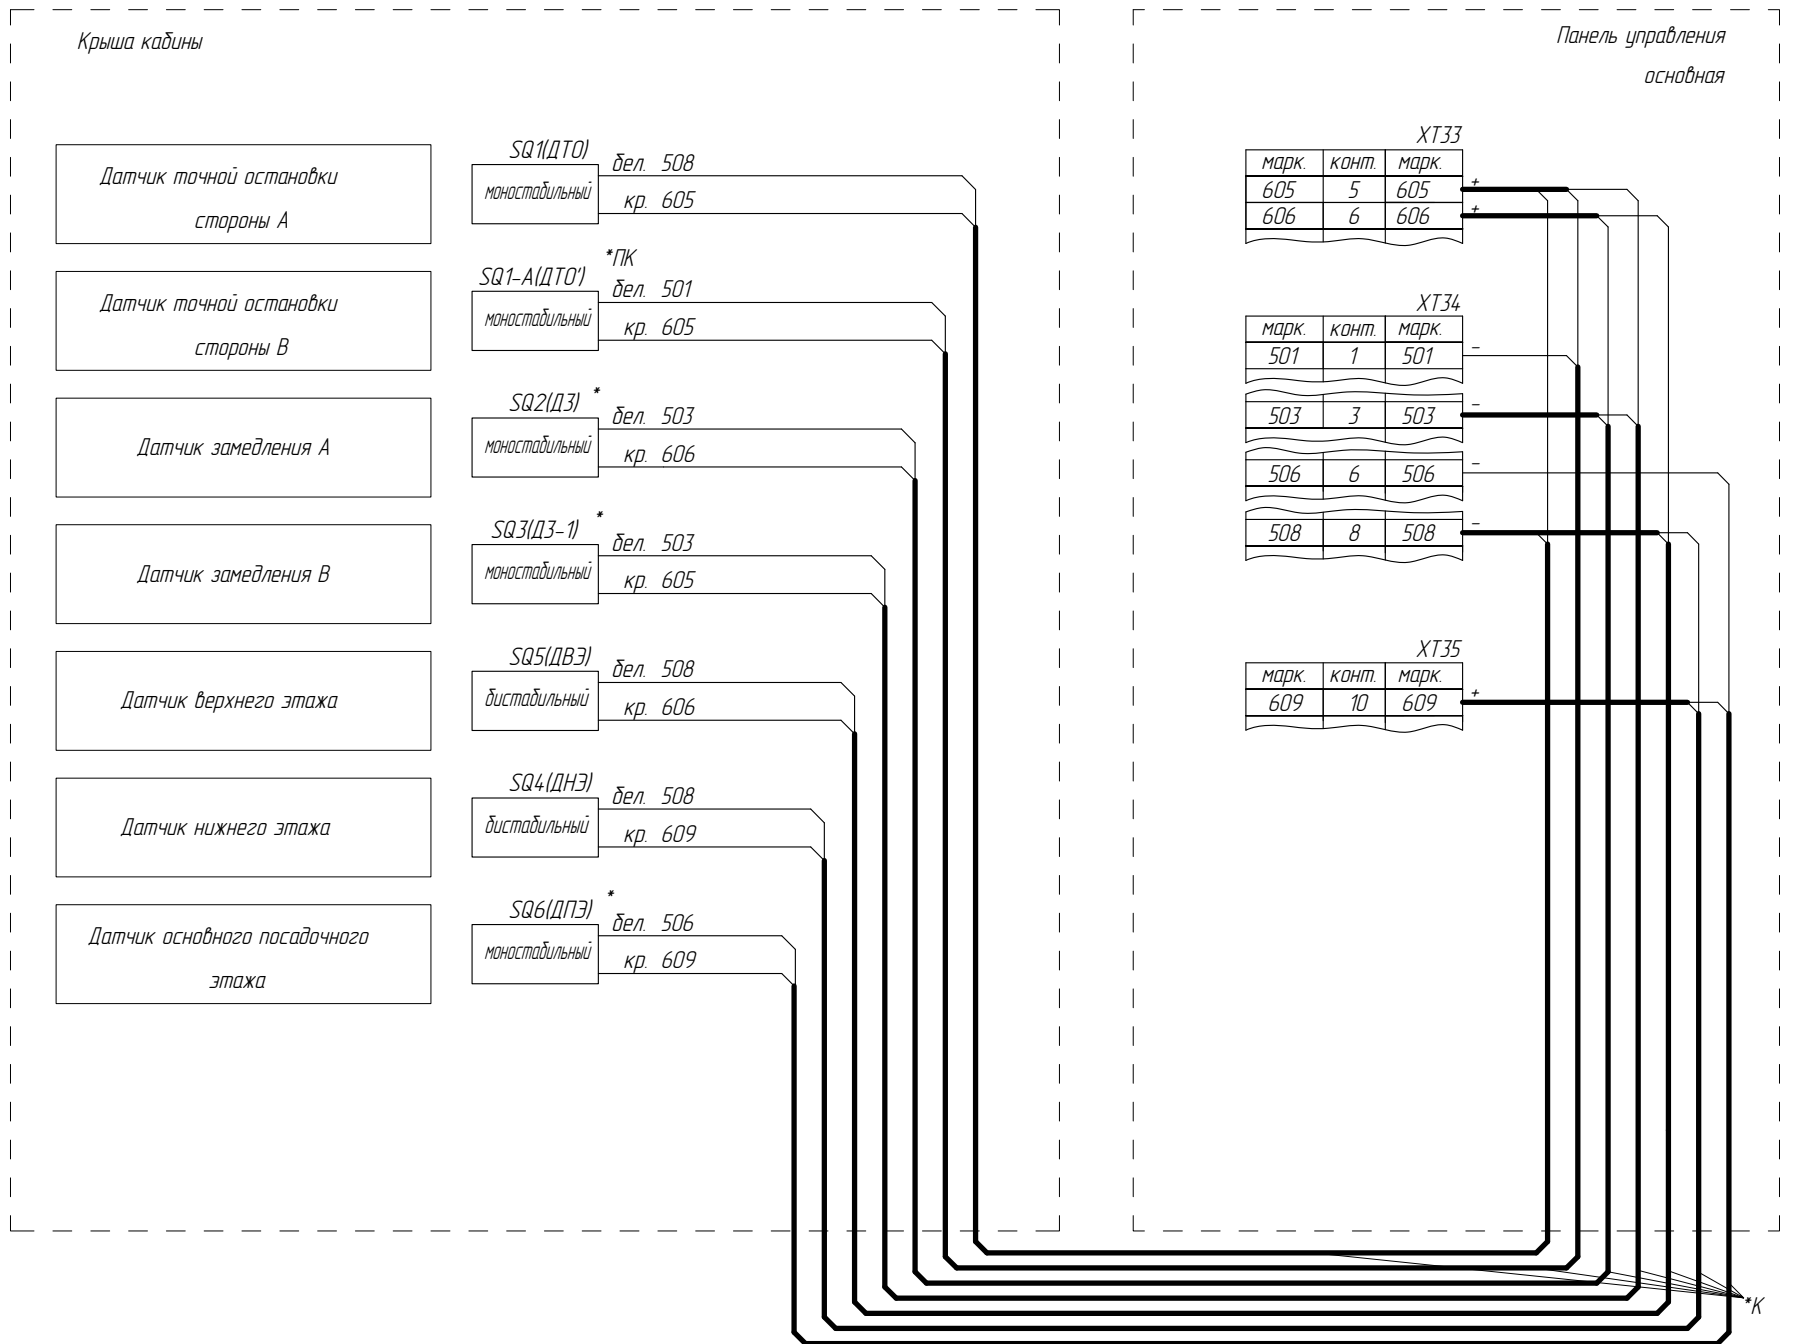 Крыша кабины
Датчик точной остановки
стороны А
SQ1(ДТО)
моностабильный
бел. 508
кр. 605
Датчик точной остановки
стороны В
*ПК
SQ1-А(ДТО')
моностабильный
бел. 501
кр. 605
Датчик замедления А
SQ2(ДЗ) *
моностабильный
бел. 503
кр. 606
Датчик замедления В
SQ3(ДЗ-1) *
моностабильный
бел. 503
кр. 605
Датчик верхнего этажа
SQ5(ДВЭ)
бистабильный
бел. 508
кр. 606
Датчик нижнего этажа
SQ4(ДНЭ)
бистабильный
бел. 508
кр. 609
Датчик основного посадочного
этажа
SQ6(ДПЭ) *
моностабильный
бел. 506
кр. 609
Панель управления
основная
XT33
марк. конт. марк.
605 5 605 +
606 6 606 +
XT34
марк. конт. марк.
501 1 501 -
503 3 503 -
506 6 506 -
508 8 508 -
XT35
марк. конт. марк.
609 10 609 +
*К